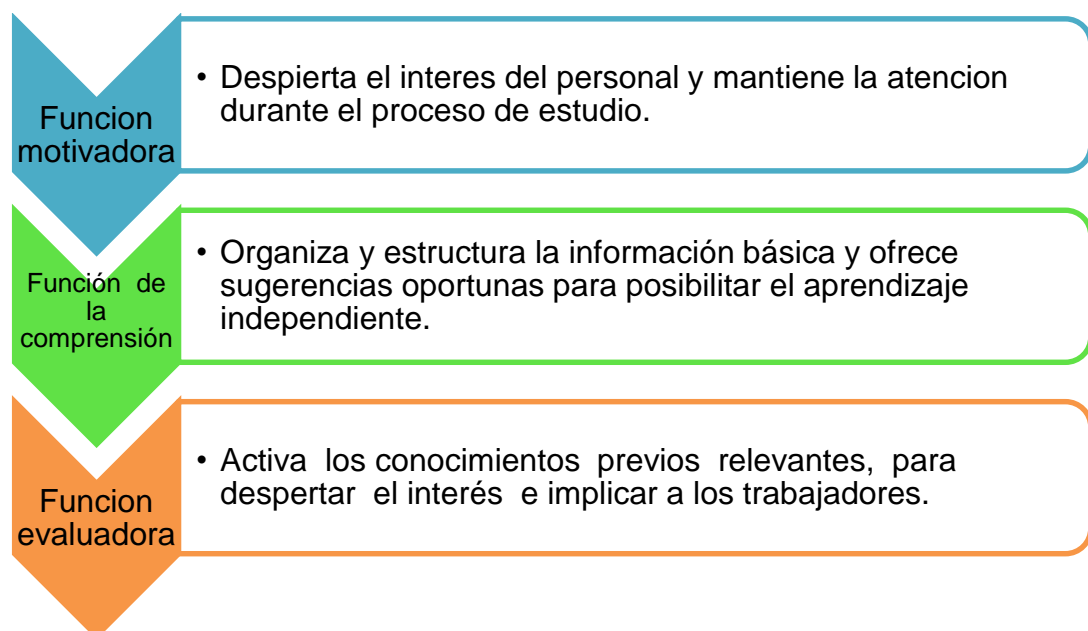 Funcion
motivadora
• Despierta el interes del personal y mantiene la atencion
durante el proceso de estudio.
Función de
la
comprensión
• Organiza y estructura la información básica y ofrece
sugerencias oportunas para posibilitar el aprendizaje
independiente.
Funcion
evaluadora
• Activa los conocimientos previos relevantes, para
despertar el interés e implicar a los trabajadores.